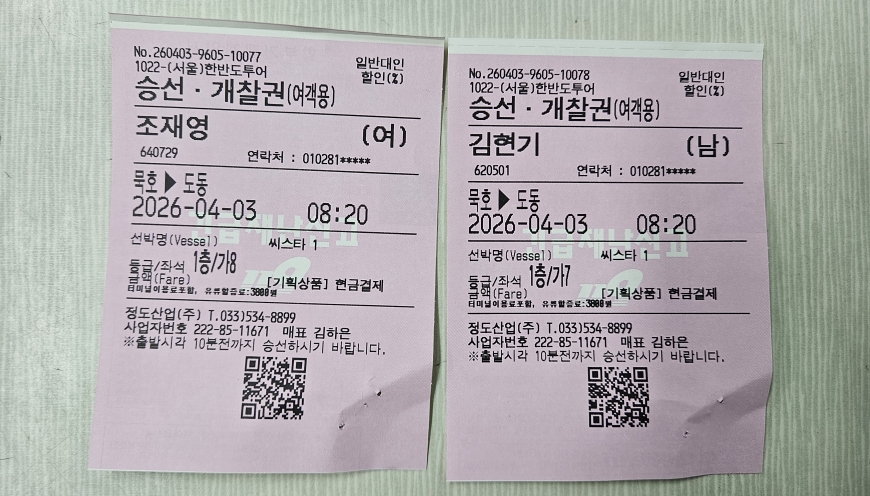 No.260403-9605-10077
1022-(서울)한반도투어
일반대인
할인(%)
승선 · 개찰권(여객용)
조재영 (여)
640729 연락처 : 010281*****
묵호 ▶ 도동
2026-04-03 08:20
선박명(Vessel) 씨스타 1
등급/좌석 1층/가8
금액(Fare) [기획상품] 현금결제
터미널이용료포함, 유류할증료:3800원
정도산업(주) T.033)534-8899
사업자번호 222-85-11671 매표 김하은
※출발시각 10분전까지 승선하시기 바랍니다.
No.260403-9605-10078
1022-(서울)한반도투어
일반대인
할인(%)
승선 · 개찰권(여객용)
김현기 (남)
620501 연락처 : 010281*****
묵호 ▶ 도동
2026-04-03 08:20
선박명(Vessel) 씨스타 1
등급/좌석 1층/가7
금액(Fare) [기획상품] 현금결제
터미널이용료포함, 유류할증료:3800원
정도산업(주) T.033)534-8899
사업자번호 222-85-11671 매표 김하은
※출발시각 10분전까지 승선하시기 바랍니다.